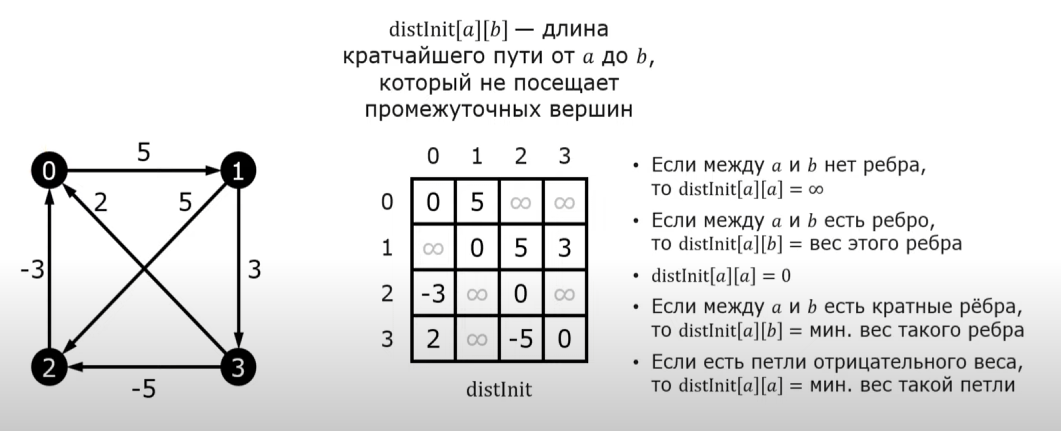 distInit[a][b] — длина
кратчайшего пути от a до b,
который не посещает
промежуточных вершин
0 5 1
2 5
-3 3
2 -5 3
0 1 2 3
0 0 5 ∞ ∞
1 ∞ 0 5 3
2 -3 ∞ 0 ∞
3 2 ∞ -5 0
distInit
• Если между a и b нет ребра,
то distInit[a][a] = ∞
• Если между a и b есть ребро,
то distInit[a][b] = вес этого ребра
• distInit[a][a] = 0
• Если между a и b есть кратные рёбра,
то distInit[a][b] = мин. вес такого ребра
• Если есть петли отрицательного веса,
то distInit[a][a] = мин. вес такой петли